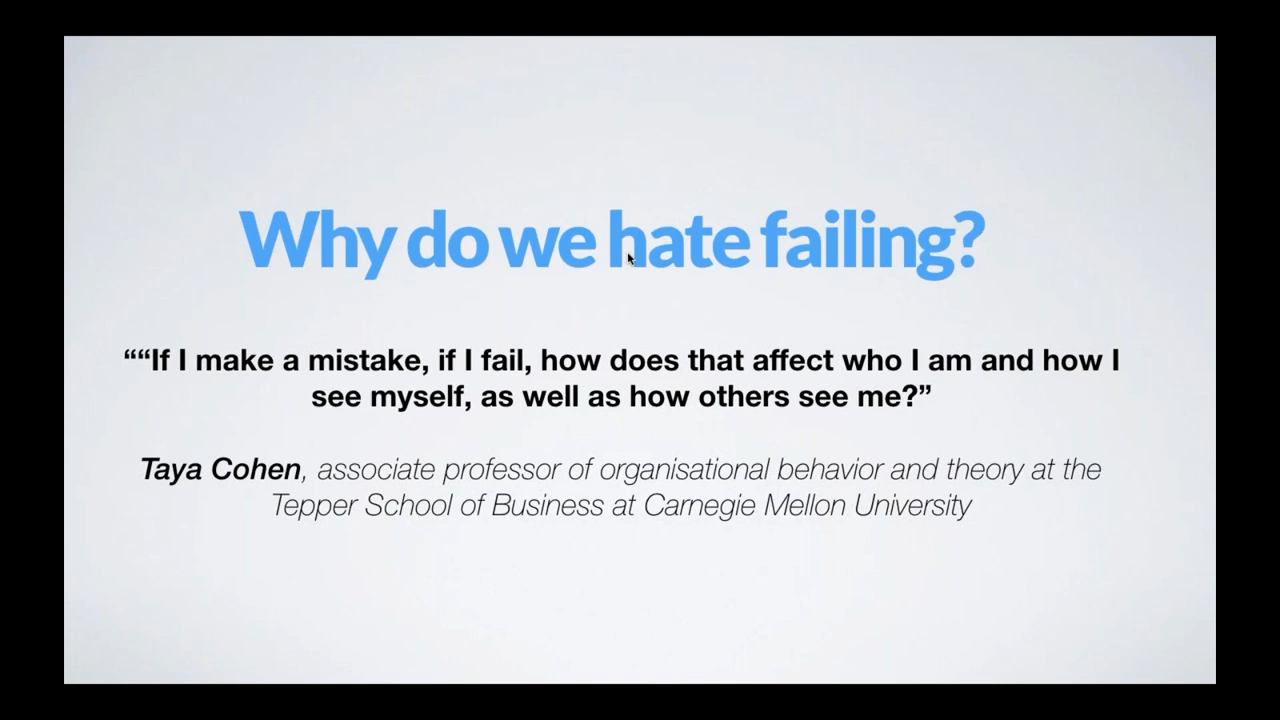 Why do we hate failing?
““If I make a mistake, if I fail, how does that affect who I am and how I
see myself, as well as how others see me?”
Taya Cohen, associate professor of organisational behavior and theory at the
Tepper School of Business at Carnegie Mellon University